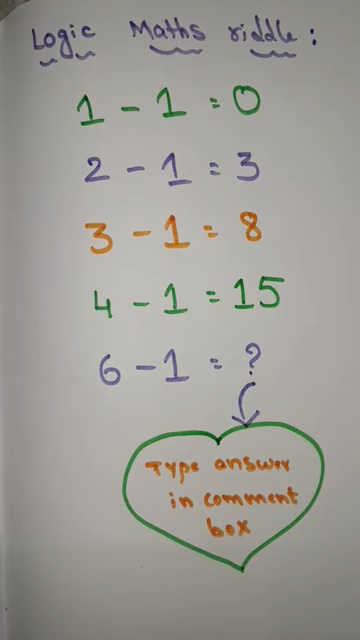 Logic Maths riddle :
1 - 1 = 0
2 - 1 = 3
3 - 1 = 8
4 - 1 = 15
6 - 1 = ?
Type answer
in comment
box